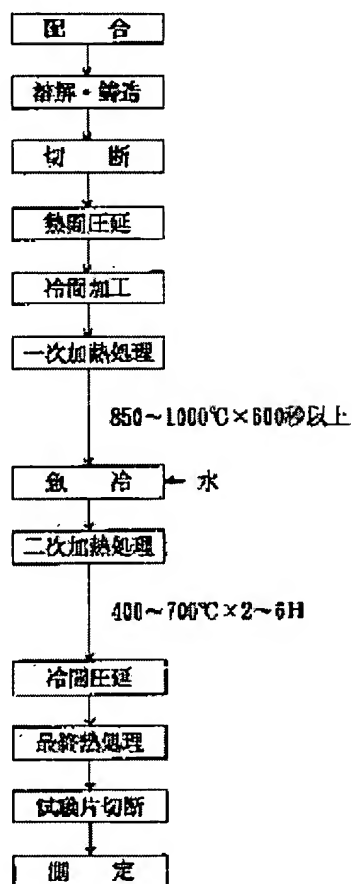 配 合
溶解・鋳造
切 断
熱間圧延
冷間加工
一次加熱処理
850～1000℃×600秒以上
急 冷 水
二次加熱処理
400～700℃×2～6H
冷間圧延
最終熱処理
試験片切断
測 定